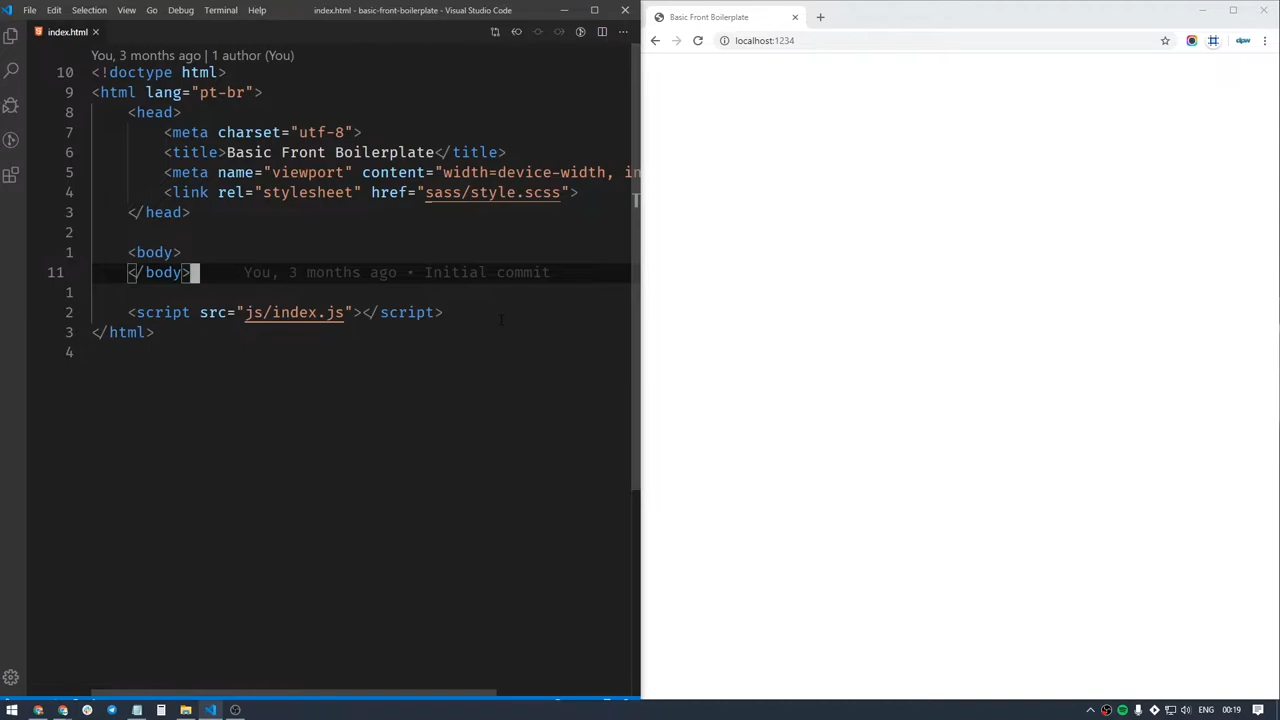 File Edit Selection View Go Debug Terminal Help
index.html - basic-front-boilerplate - Visual Studio Code
index.html
You, 3 months ago | 1 author (You)
10 <!doctype html>
9 <html lang="pt-br">
8 <head>
7 <meta charset="utf-8">
6 <title>Basic Front Boilerplate</title>
5 <meta name="viewport" content="width=device-width, in
4 <link rel="stylesheet" href="sass/style.scss">
3 </head>
2
1 <body>
11 </body> You, 3 months ago • Initial commit
1
2 <script src="js/index.js"></script>
3 </html>
4
Basic Front Boilerplate
localhost:1234
dpw
ENG 00:19